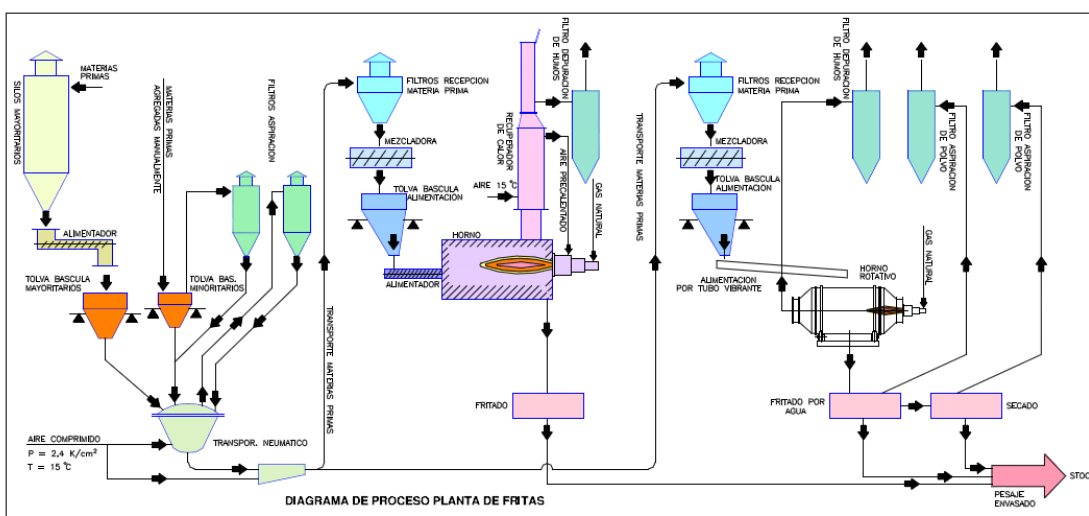 SILOS MAYORITARIOS
MATERIAS
PRIMAS
ALIMENTADOR
TOLVA BASCULA
MAYORITARIOS
MATERIAS PRIMAS
AGREGADAS MANUALMENTE
TOLVA BAS.
MINORITARIOS
FILTROS ASPIRACION
AIRE COMPRIMIDO
P = 2,4 K/cm²
T = 15 °C
TRANSPOR. NEUMATICO
TRANSPORTE MATERIAS PRIMAS
FILTROS RECEPCION
MATERIA PRIMA
MEZCLADORA
TOLVA BASCULA
ALIMENTACION
ALIMENTADOR
HORNO
AIRE 15 °C
RECUPERADOR
DE CALOR
AIRE PRECALENTADO
FILTRO DEPURACION
DE HUMOS
GAS NATURAL
FRITADO
TRANSPORTE MATERIAS PRIMAS
FILTROS RECEPCION
MATERIA PRIMA
MEZCLADORA
TOLVA BASCULA
ALIMENTACION
ALIMENTACION
POR TUBO VIBRANTE
HORNO
ROTATIVO
GAS NATURAL
FILTRO DEPURACION
DE HUMOS
FILTRO ASPIRACION
DE POLVO
FILTRO ASPIRACION
DE POLVO
FRITADO POR
AGUA
SECADO
PESAJE
ENVASADO
STOC
DIAGRAMA DE PROCESO PLANTA DE FRITAS